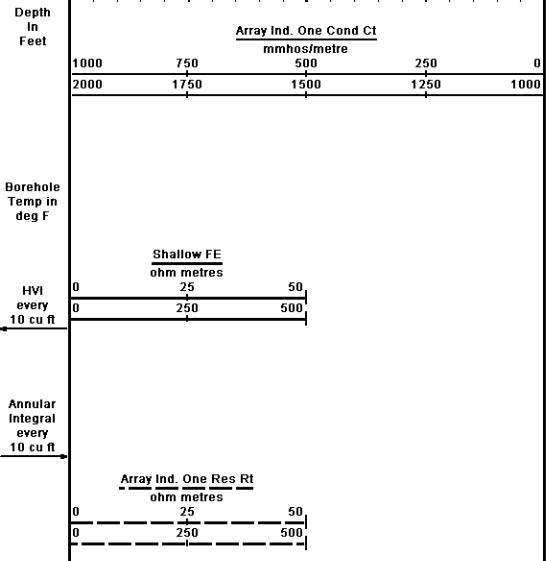 Depth
In
Feet
Array Ind. One Cond Ct
mmhos/metre
1000 750 500 250 0
2000 1750 1500 1250 1000
Borehole
Temp in
deg F
Shallow FE
ohm metres
0 25 50
0 250 500
HVI
every
10 cu ft
Annular
Integral
every
10 cu ft
Array Ind. One Res Rt
ohm metres
0 25 50
0 250 500